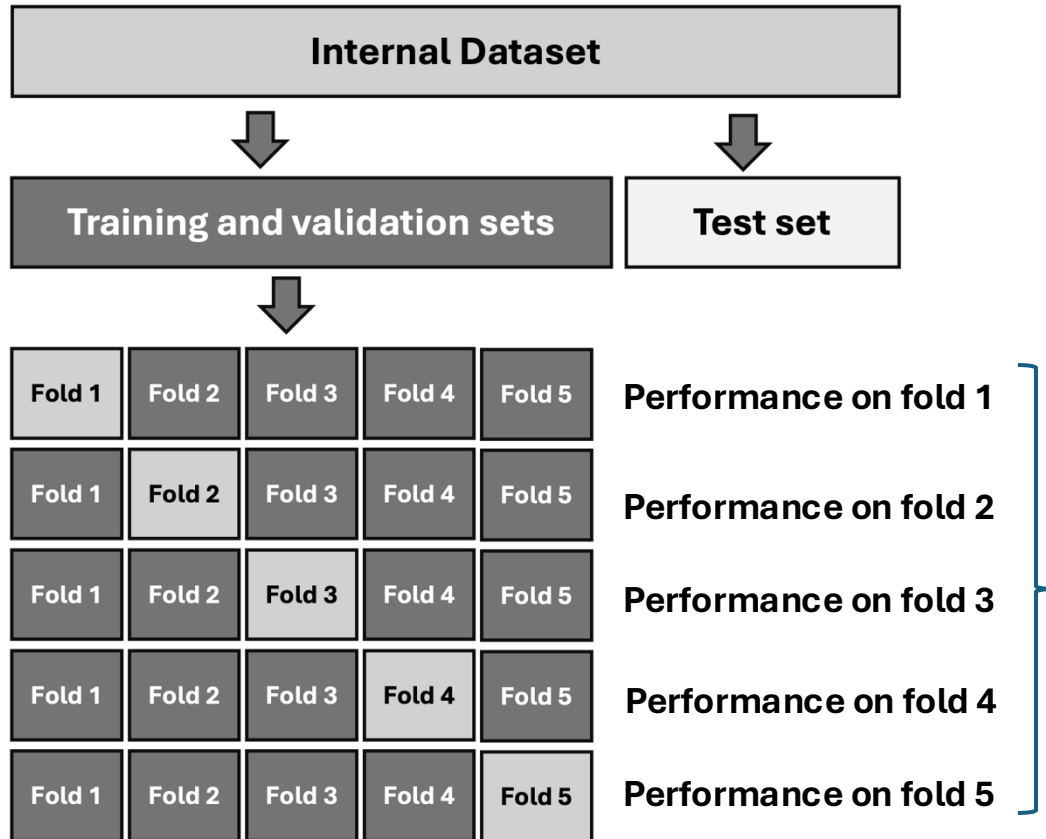 Internal Dataset
Training and validation sets
Test set
Fold 1 Fold 2 Fold 3 Fold 4 Fold 5 Performance on fold 1
Fold 1 Fold 2 Fold 3 Fold 4 Fold 5 Performance on fold 2
Fold 1 Fold 2 Fold 3 Fold 4 Fold 5 Performance on fold 3
Fold 1 Fold 2 Fold 3 Fold 4 Fold 5 Performance on fold 4
Fold 1 Fold 2 Fold 3 Fold 4 Fold 5 Performance on fold 5